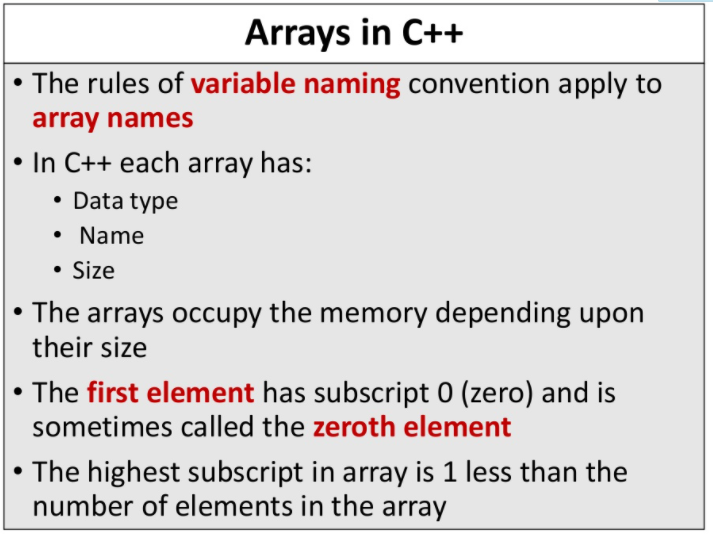 Arrays in C++
• The rules of variable naming convention apply to
array names
• In C++ each array has:
• Data type
• Name
• Size
• The arrays occupy the memory depending upon
their size
• The first element has subscript 0 (zero) and is
sometimes called the zeroth element
• The highest subscript in array is 1 less than the
number of elements in the array